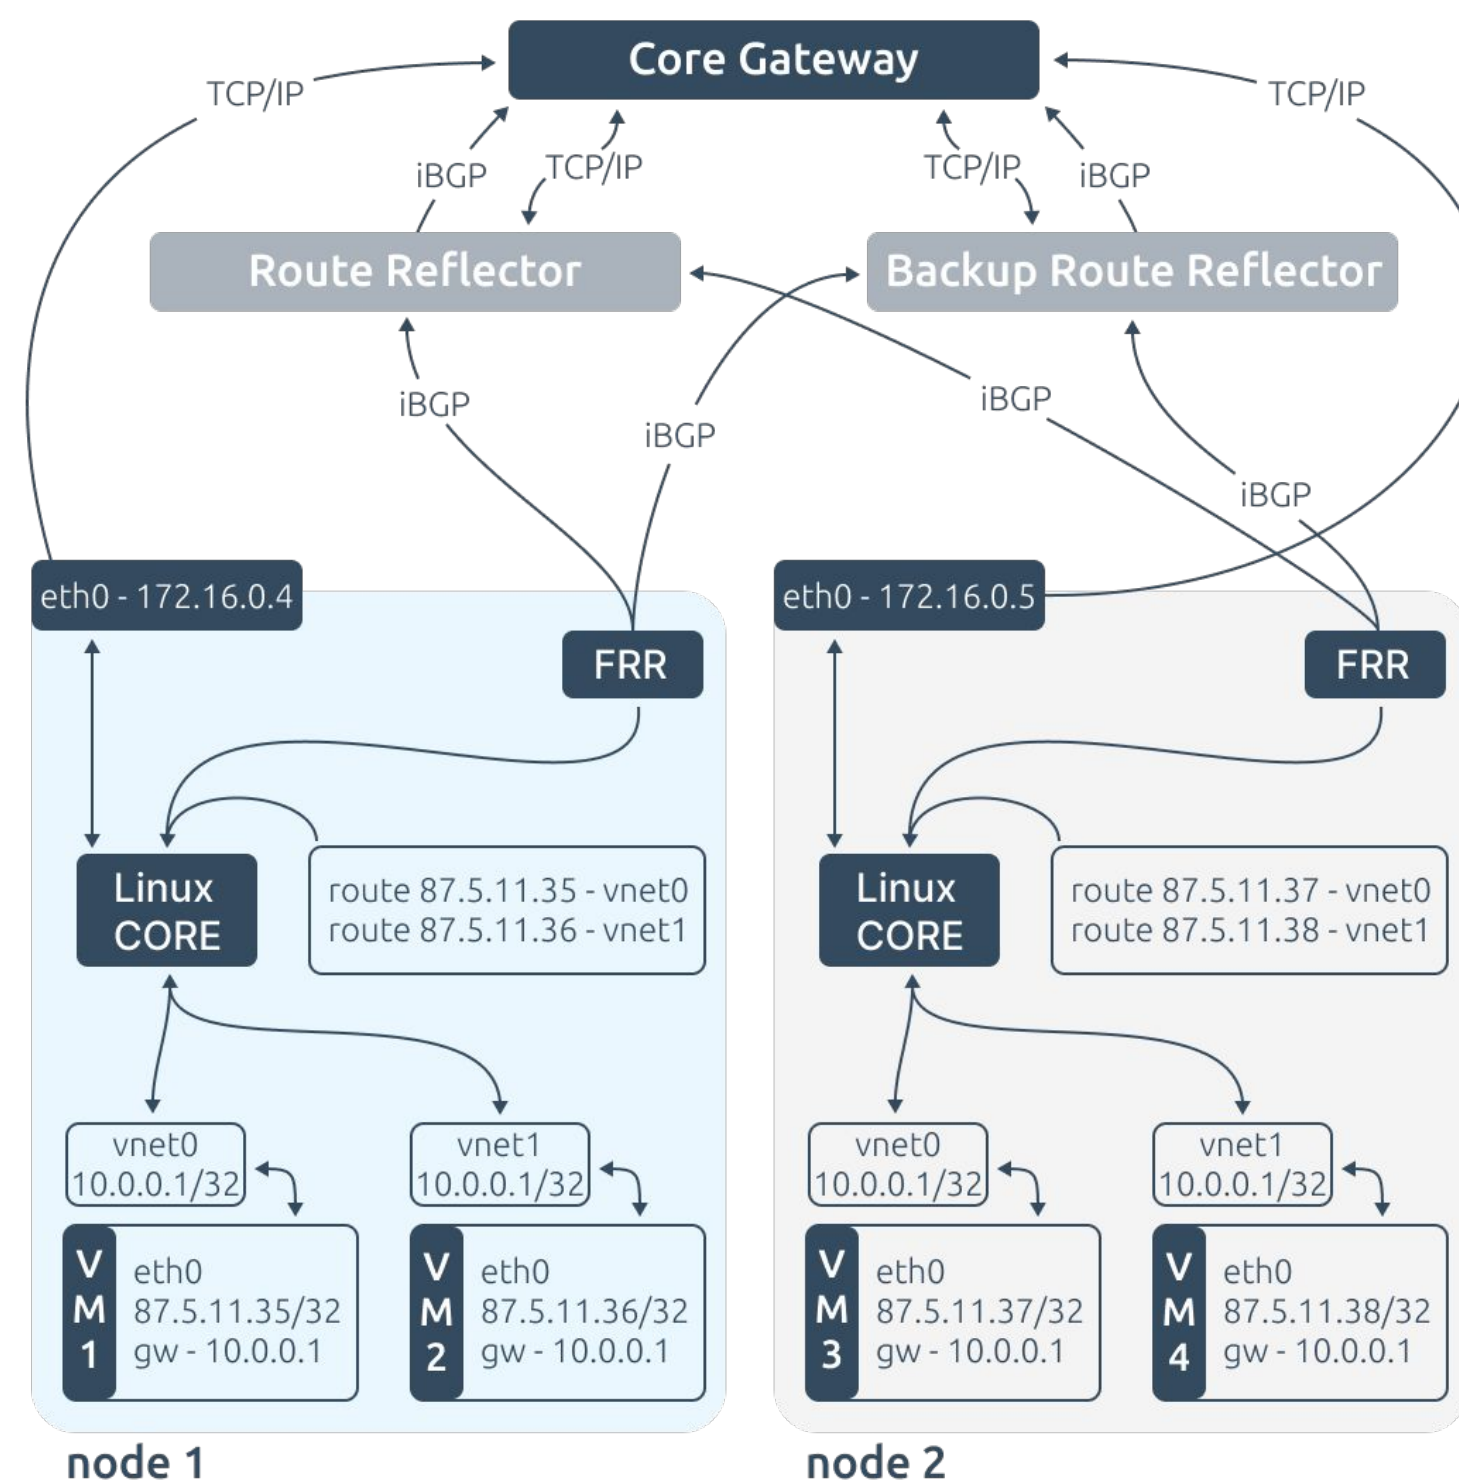 Core Gateway
TCP/IP
TCP/IP
iBGP
TCP/IP
TCP/IP
iBGP
Route Reflector
Backup Route Reflector
iBGP
iBGP
iBGP
iBGP
eth0 - 172.16.0.4
FRR
Linux
CORE
route 87.5.11.35 - vnet0
route 87.5.11.36 - vnet1
vnet0
10.0.0.1/32
vnet1
10.0.0.1/32
VM1
eth0
87.5.11.35/32
gw - 10.0.0.1
VM2
eth0
87.5.11.36/32
gw - 10.0.0.1
node 1
eth0 - 172.16.0.5
FRR
Linux
CORE
route 87.5.11.37 - vnet0
route 87.5.11.38 - vnet1
vnet0
10.0.0.1/32
vnet1
10.0.0.1/32
VM3
eth0
87.5.11.37/32
gw - 10.0.0.1
VM4
eth0
87.5.11.38/32
gw - 10.0.0.1
node 2